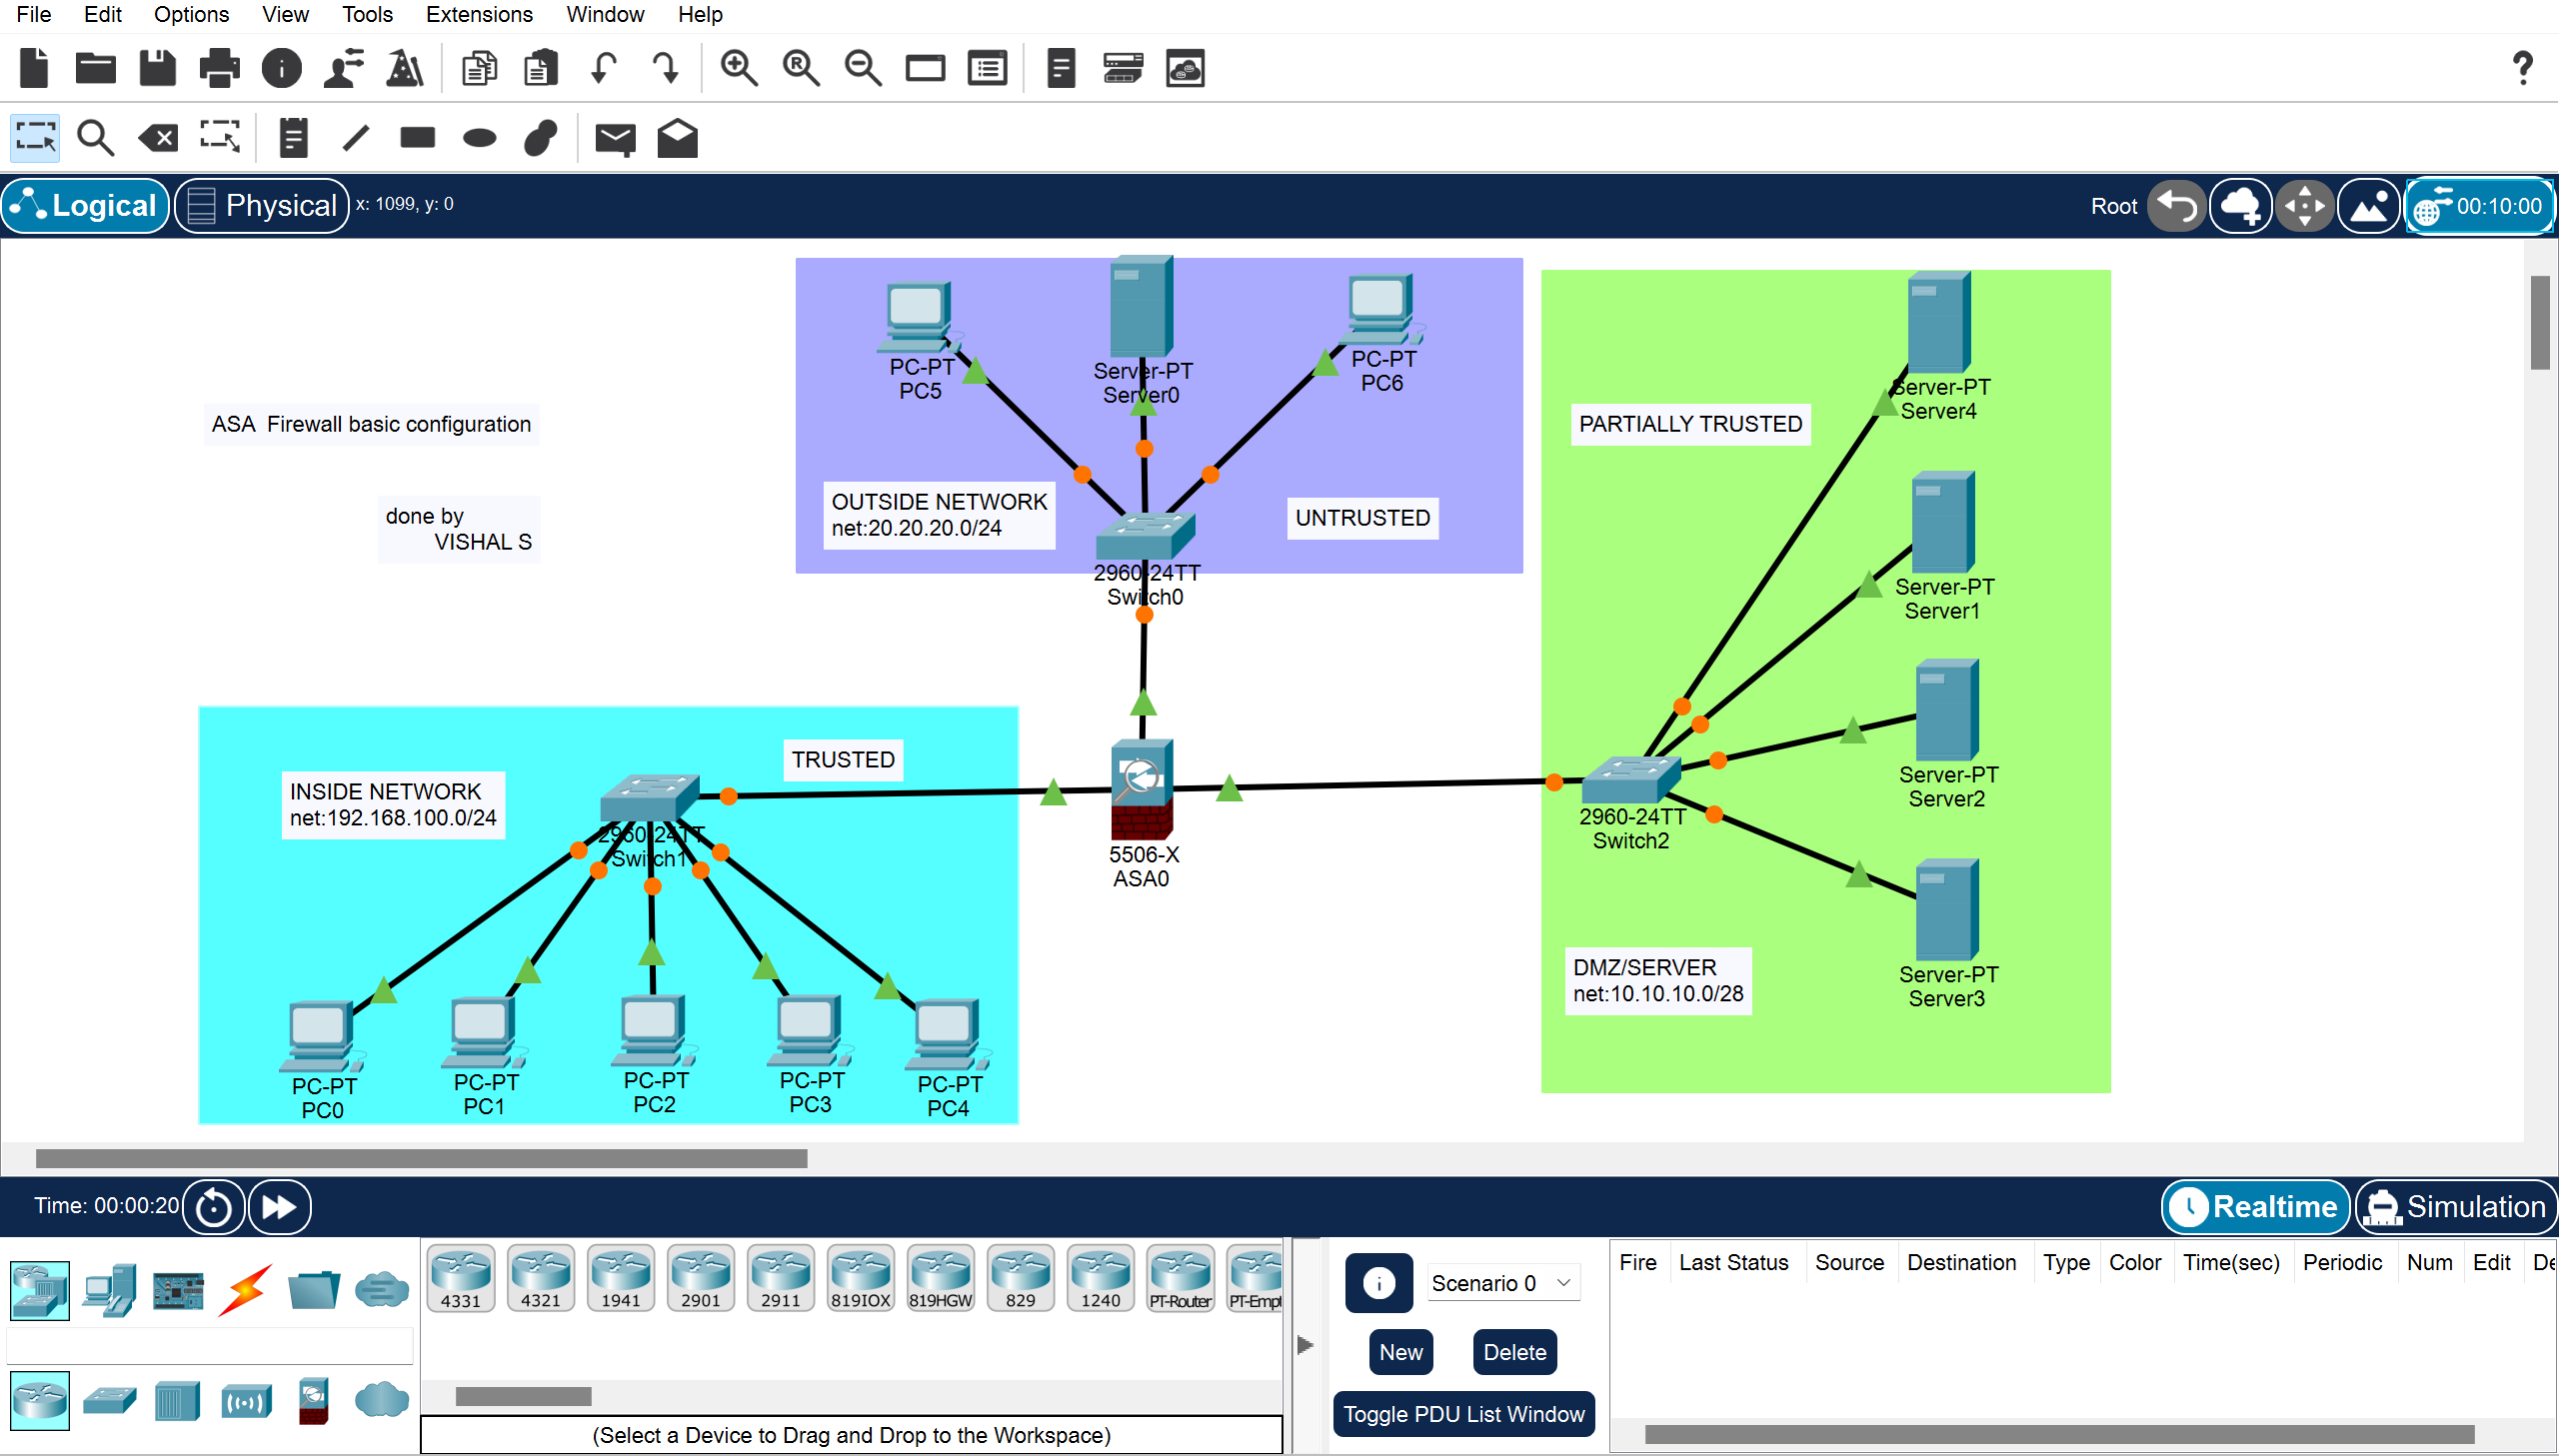 File Edit Options View Tools Extensions Window Help
Logical Physical x: 1099, y: 0 Root 00:10:00
PC-PT
PC5
Server-PT
Server0
PC-PT
PC6
Server-PT
Server4
ASA  Firewall basic configuration
PARTIALLY TRUSTED
done by
VISHAL S
OUTSIDE NETWORK
net:20.20.20.0/24
UNTRUSTED
2960-24TT
Switch0
Server-PT
Server1
TRUSTED
INSIDE NETWORK
net:192.168.100.0/24
2960-24TT
Switch1
5506-X
ASA0
2960-24TT
Switch2
Server-PT
Server2
DMZ/SERVER
net:10.10.10.0/28
Server-PT
Server3
PC-PT
PC0
PC-PT
PC1
PC-PT
PC2
PC-PT
PC3
PC-PT
PC4
Time: 00:00:20 Realtime Simulation
4331 4321 1941 2901 2911 819IOX 819HGW 829 1240 PT-Router PT-Empt
Scenario 0
New Delete
Toggle PDU List Window
Fire Last Status Source Destination Type Color Time(sec) Periodic Num Edit De
(Select a Device to Drag and Drop to the Workspace)